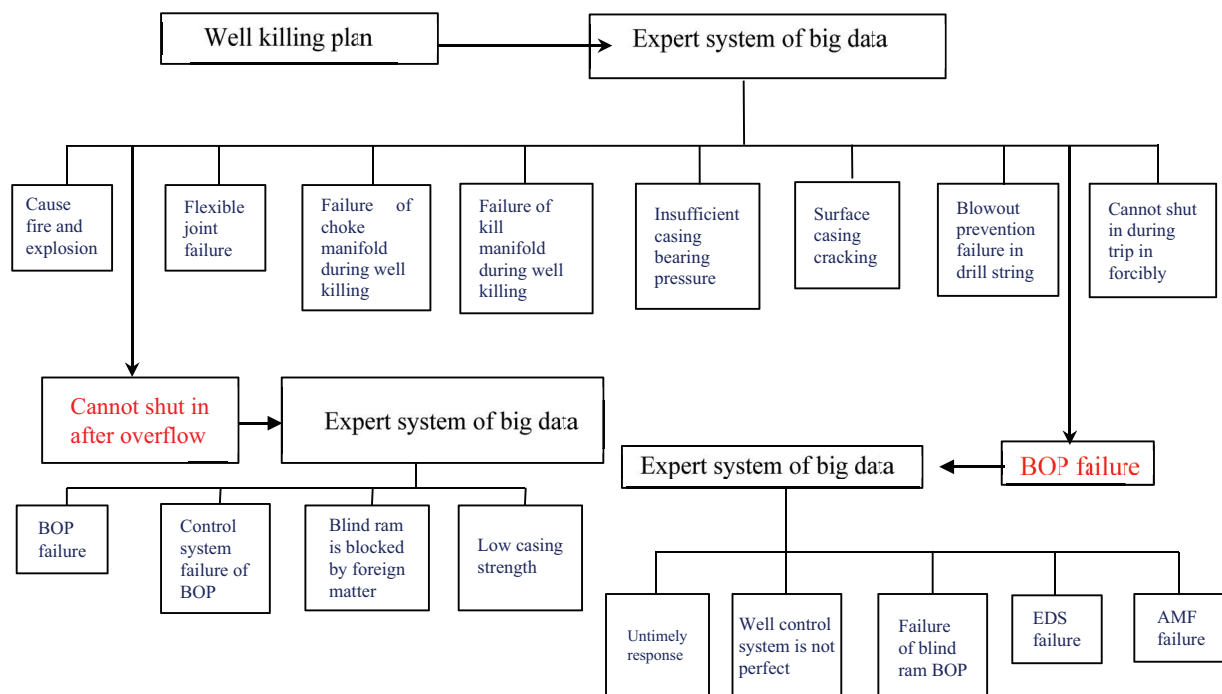 Well killing plan
Expert system of big data
Cause
fire and
explosion
Flexible
joint
failure
Failure of
choke
manifold
during well
killing
Failure of
kill
manifold
during well
killing
Insufficient
casing
bearing
pressure
Surface
casing
cracking
Blowout
prevention
failure in
drill string
Cannot shut
in during
trip in
forcibly
Cannot shut in
after overflow
Expert system of big data
Expert system of big data
BOP failure
BOP
failure
Control
system
failure of
BOP
Blind ram
is blocked
by foreign
matter
Low casing
strength
Untimely
response
Well control
system is not
perfect
Failure
of blind
ram BOP
EDS
failure
AMF
failure